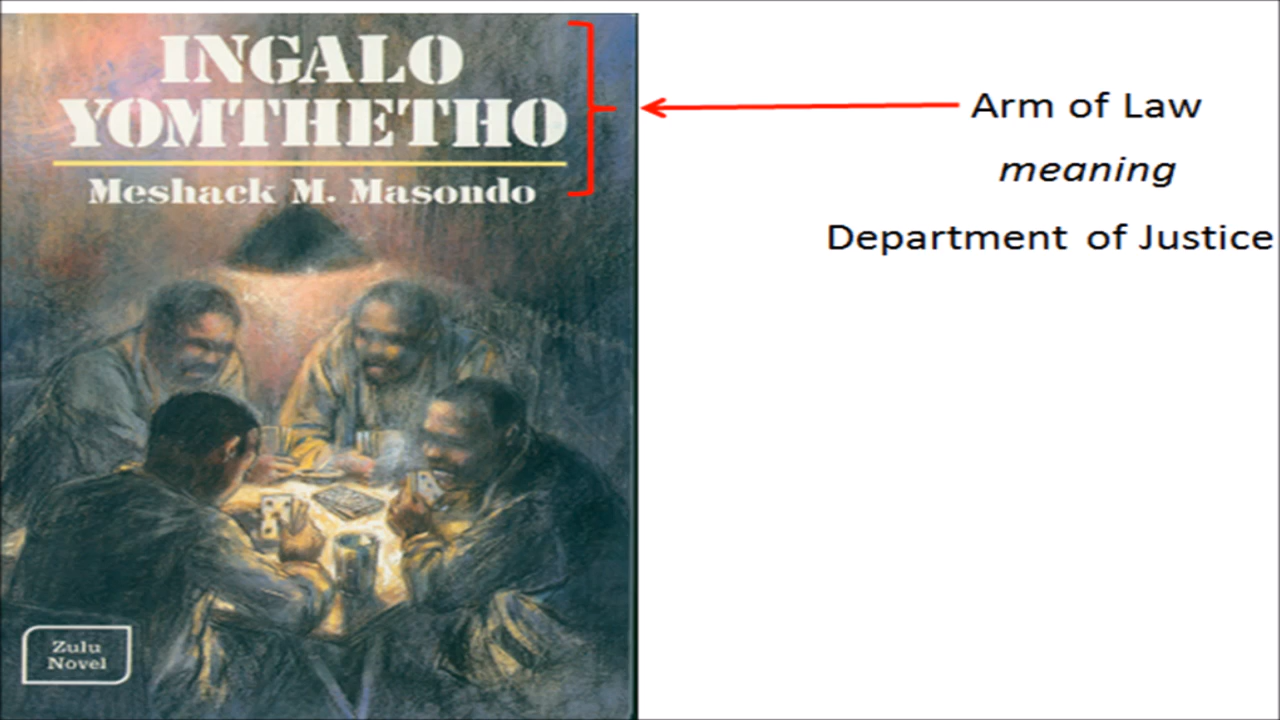 INGALO
YOMTHETHO
Meshack M. Masondo
Zulu
Novel
Arm of Law
meaning
Department of Justice